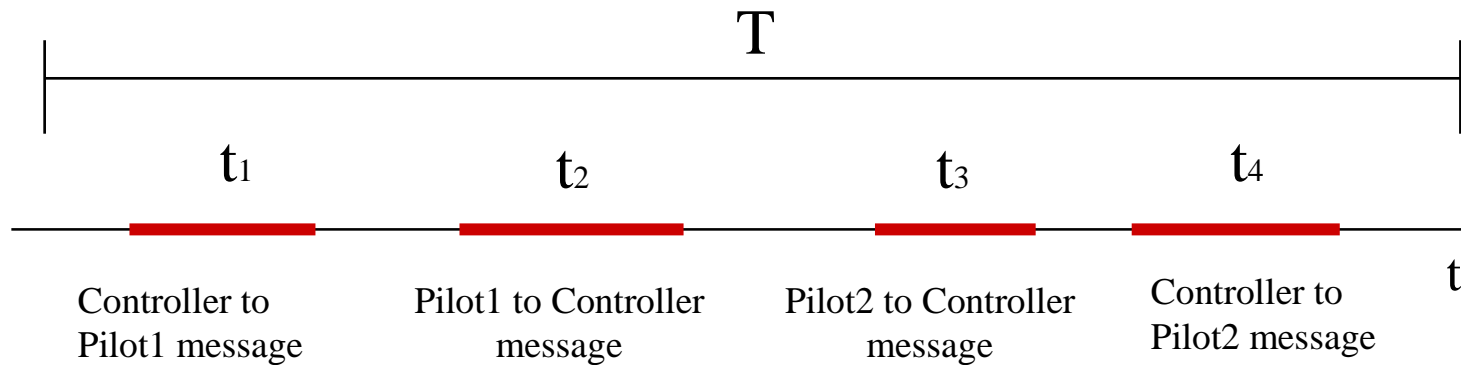 T
t1
t2
t3
t4
t
Controller to
Pilot1 message
Pilot1 to Controller
message
Pilot2 to Controller
message
Controller to
Pilot2 message